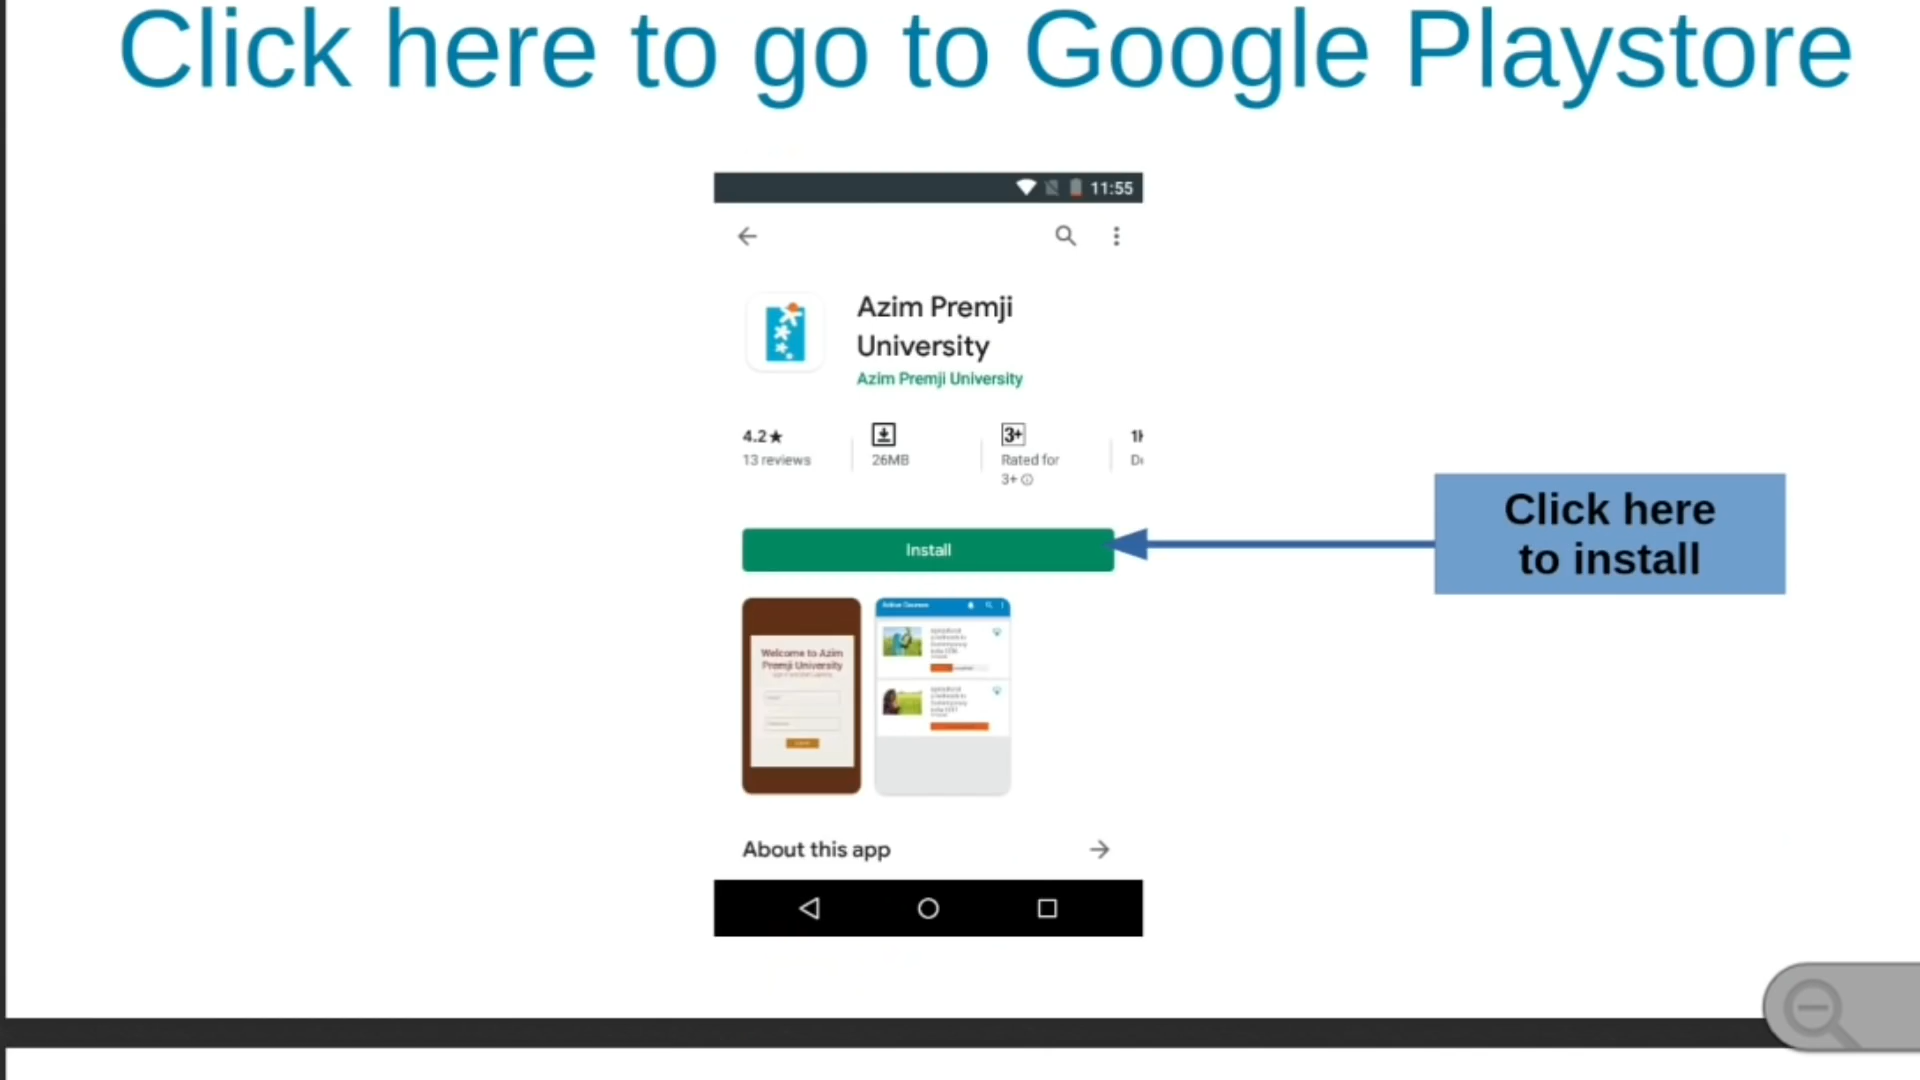 Click here to go to Google Playstore
11:55
Azim Premji
University
Azim Premji University
4.2★
13 reviews
26MB
3+
Rated for
3+
Install
Click here
to install
Welcome to Azim
Premji University
About this app